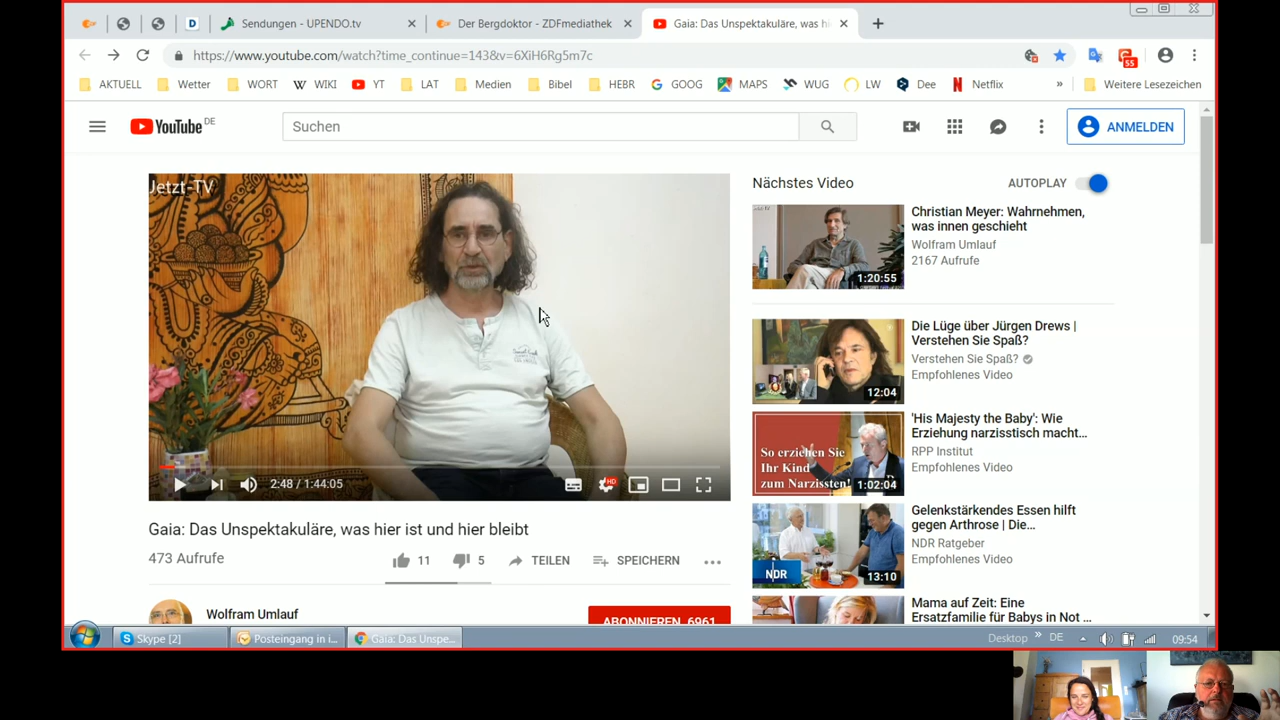 Sendungen - UPENDO.tv
Der Bergdoktor - ZDFmediathek
Gaia: Das Unspektakuläre, was hi
https://www.youtube.com/watch?time_continue=143&v=6XiH6Rg5m7c
55
AKTUELL Wetter WORT WIKI YT LAT Medien Bibel HEBR GOOG MAPS WUG LW Dee Netflix » Weitere Lesezeichen
YouTube DE
Suchen
ANMELDEN
Jetzt-TV
2:48 / 1:44:05
HD
Gaia: Das Unspektakuläre, was hier ist und hier bleibt
473 Aufrufe
11 5 TEILEN SPEICHERN
Wolfram Umlauf
ABONNIEREN 6961
Nächstes Video AUTOPLAY
1:20:55
Christian Meyer: Wahrnehmen,
was innen geschieht
Wolfram Umlauf
2167 Aufrufe
12:04
Die Lüge über Jürgen Drews |
Verstehen Sie Spaß?
Verstehen Sie Spaß?
Empfohlenes Video
So erziehen Sie
Ihr Kind
zum Narzissten!
1:02:04
'His Majesty the Baby': Wie
Erziehung narzisstisch macht...
RPP Institut
Empfohlenes Video
NDR
13:10
Gelenkstärkendes Essen hilft
gegen Arthrose | Die...
NDR Ratgeber
Empfohlenes Video
Mama auf Zeit: Eine
Ersatzfamilie für Babys in Not ...
Skype [2]
Posteingang in i...
Gaia: Das Unspe...
Desktop » DE 09:54